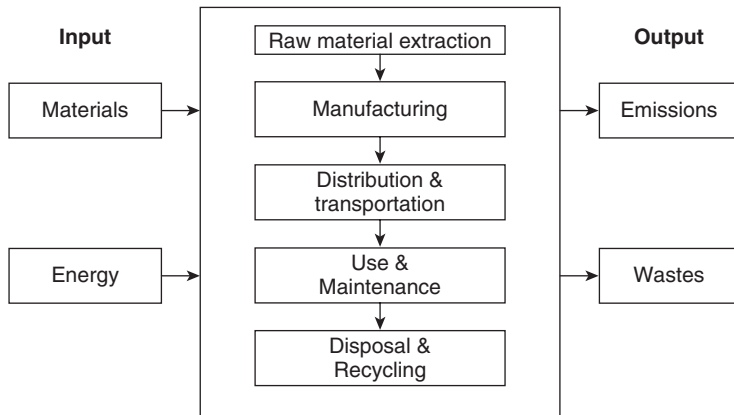 Input
Raw material extraction
Output
Materials
Manufacturing
Emissions
Distribution &
transportation
Energy
Use &
Maintenance
Wastes
Disposal &
Recycling